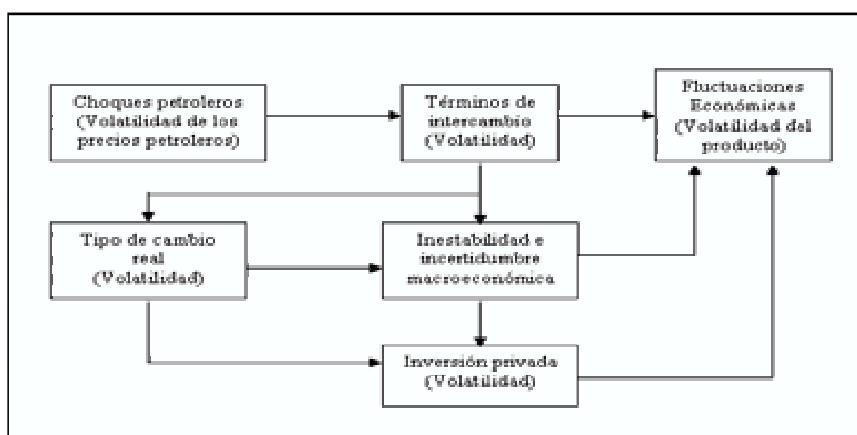 Choques petroleros
(Volatilidad de los
precios petroleros)
Términos de
intercambio
(Volatilidad)
Fluctuaciones
Económicas
(Volatilidad del
producto)
Tipo de cambio
real
(Volatilidad)
Inestabilidad e
incertidumbre
macroeconómica
Inversión privada
(Volatilidad)